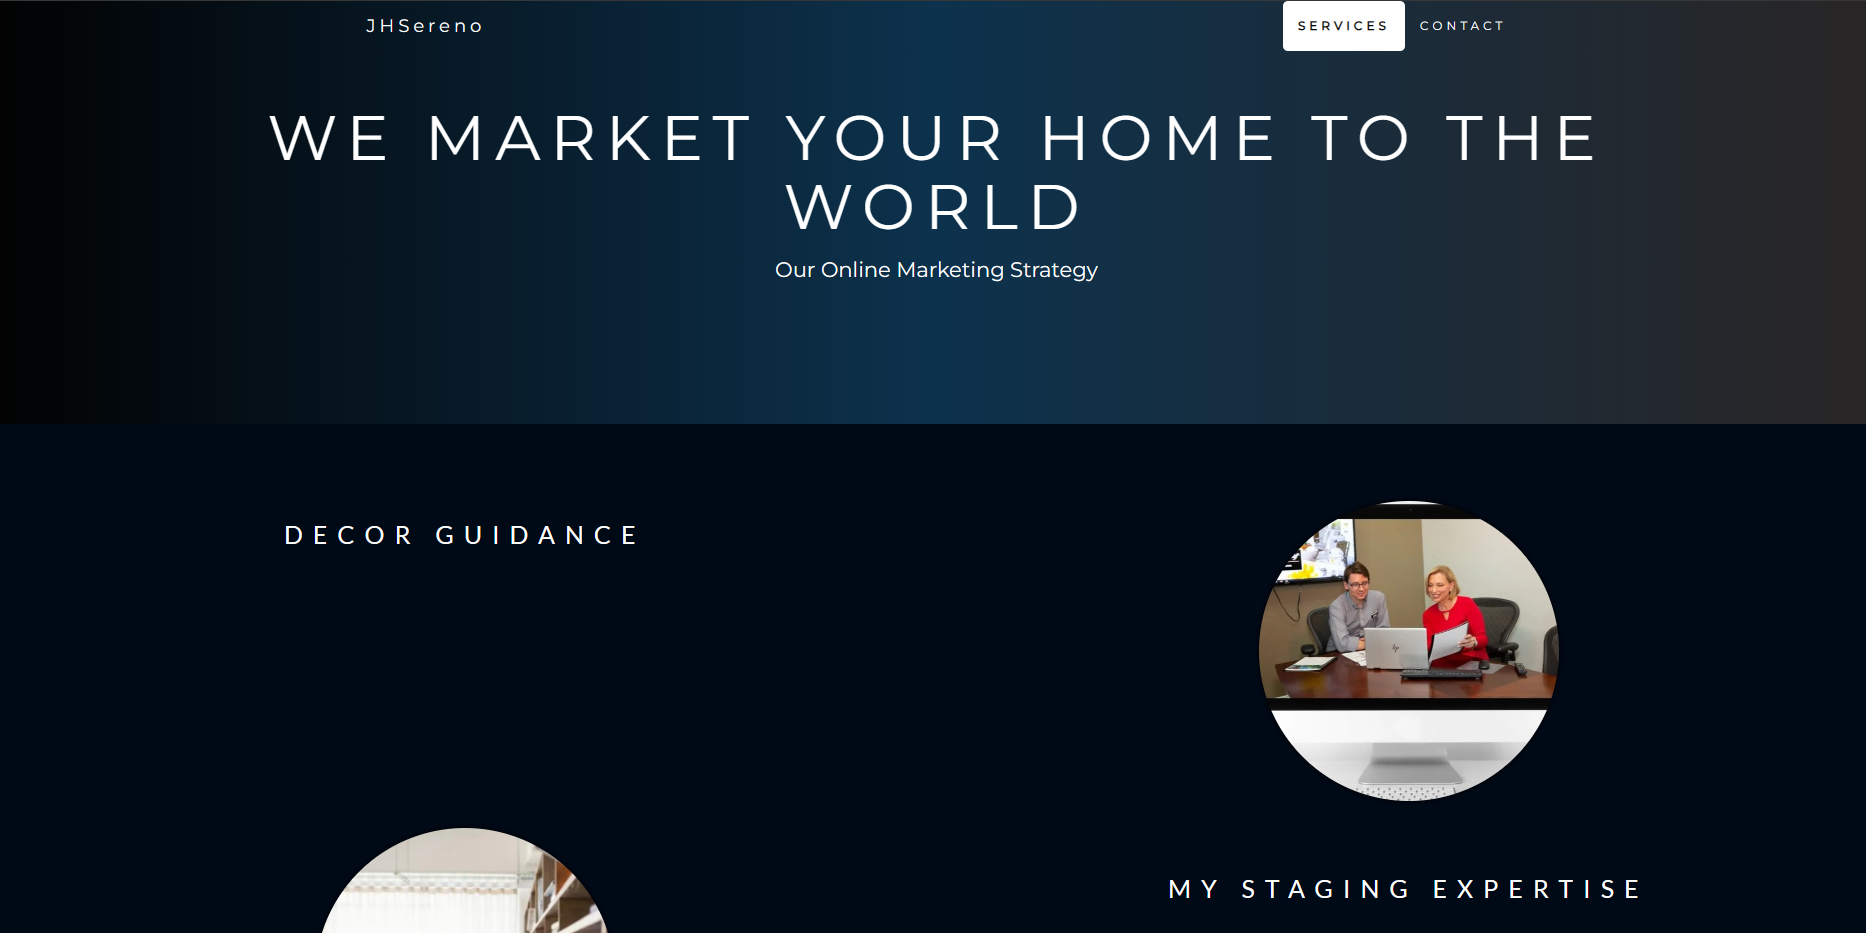 JHSereno
SERVICES
CONTACT
WE MARKET YOUR HOME TO THE
WORLD
Our Online Marketing Strategy
DECOR GUIDANCE
hp
MY STAGING EXPERTISE